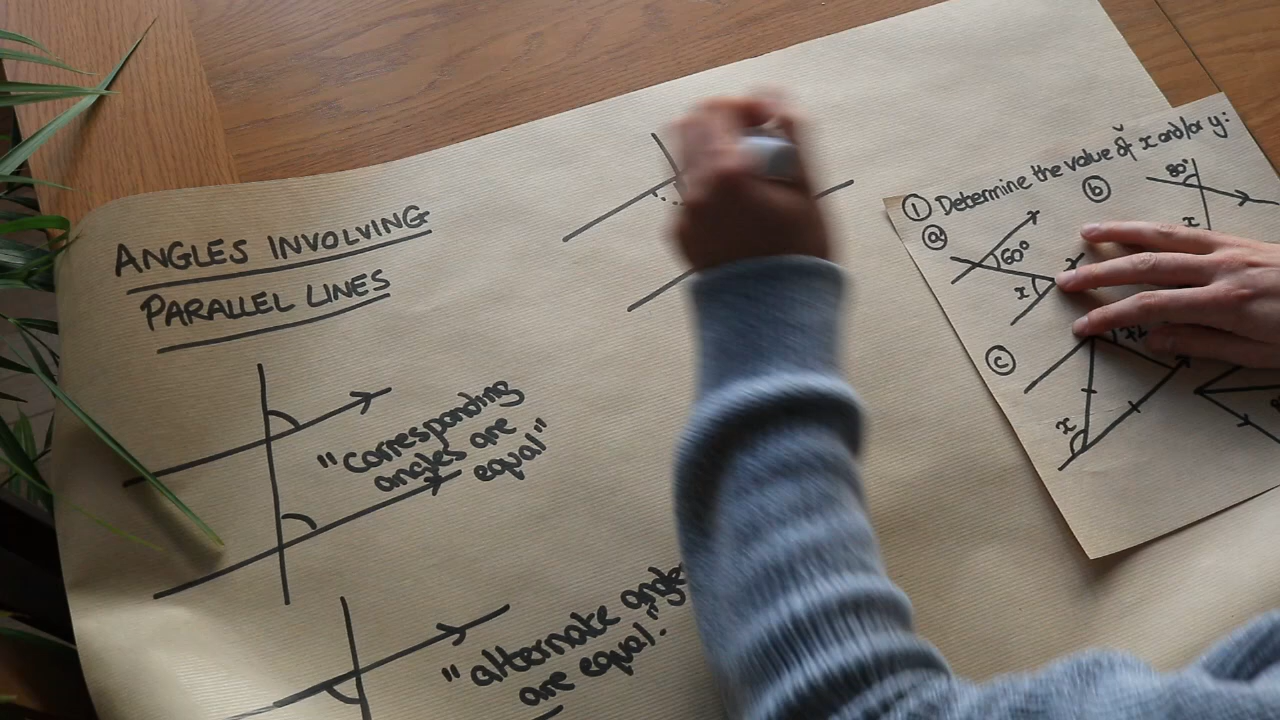 ANGLES INVOLVING
PARALLEL LINES
"corresponding
angles are
equal"
"alternate angle
are equal."
① Determine the value of x and/or y:
ⓐ
60°
x
ⓑ
80°
x
ⓒ
x